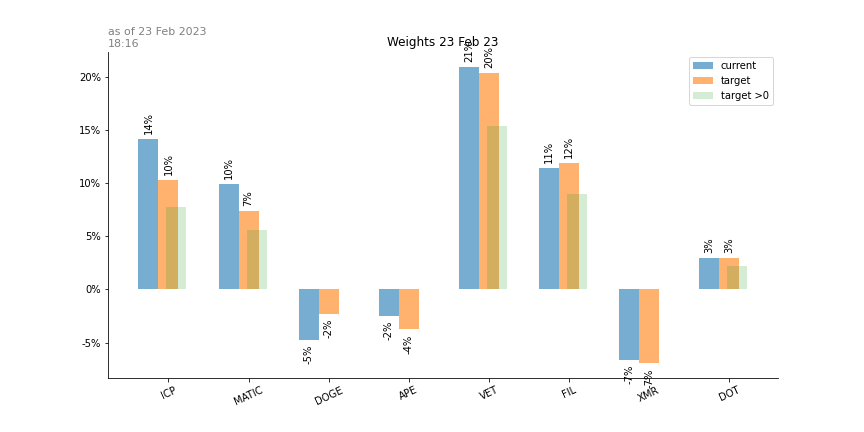 as of 23 Feb 2023
18:16
Weights 23 Feb 23
current
target
target >0
20%
15%
10%
5%
0%
-5%
14%
10%
10%
7%
-5%
-2%
-2%
-4%
21%
20%
11%
12%
-7%
-7%
3%
3%
ICP
MATIC
DOGE
APE
VET
FIL
XMR
DOT